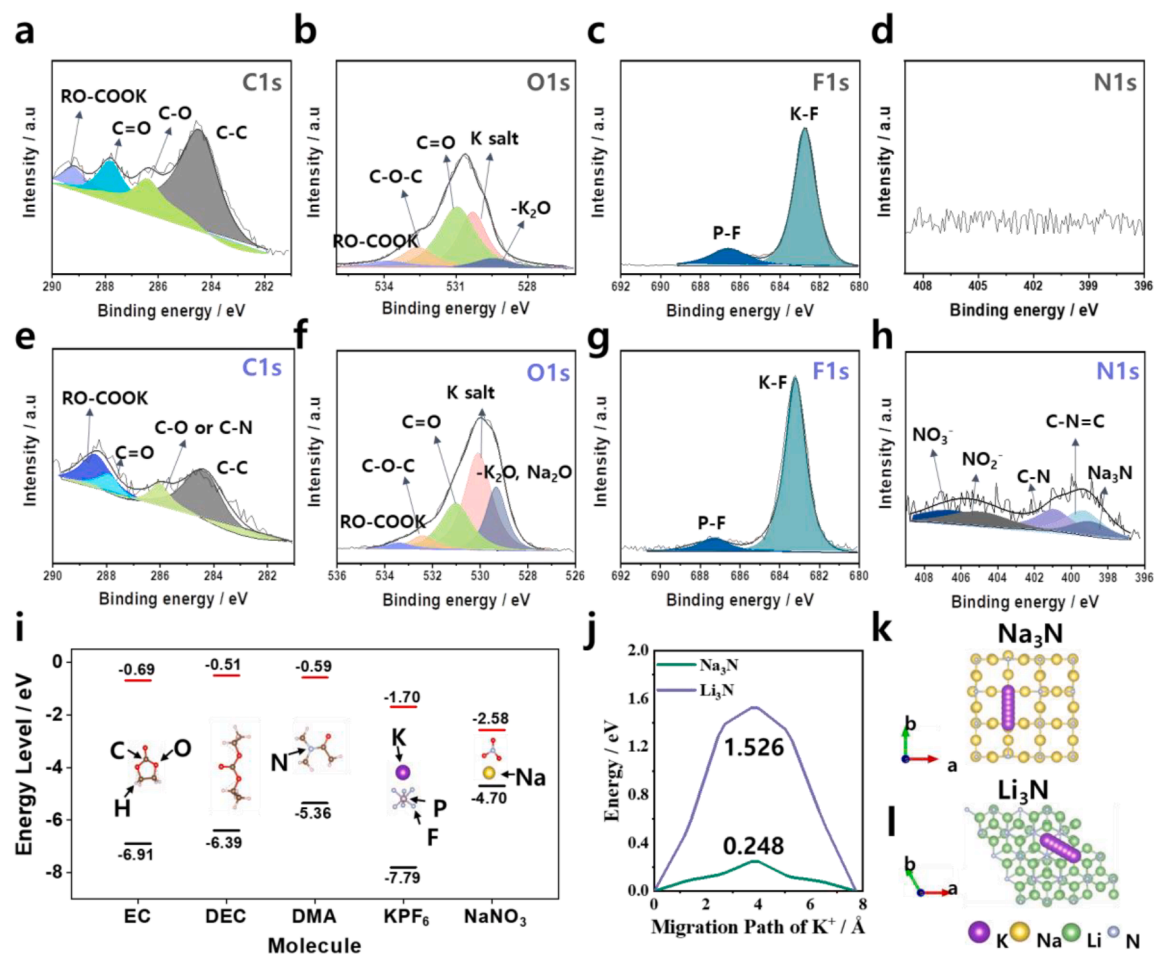 a
C1s
RO-COOK
C=O
C-O
C-C
Intensity / a.u
290 288 286 284 282
Binding energy / eV
b
O1s
C=O
K salt
C-O-C
-K₂O
RO-COOK
Intensity / a.u
534 531 528
Binding energy / eV
c
F1s
K-F
P-F
Intensity / a.u
692 690 688 686 684 682 680
Binding energy / eV
d
N1s
Intensity / a.u
408 405 402 399 396
Binding energy / eV
e
C1s
RO-COOK
C-O or C-N
C=O
C-C
Intensity / a.u
290 288 286 284 282
Binding energy / eV
f
O1s
K salt
C=O
C-O-C
-K₂O, Na₂O
RO-COOK
Intensity / a.u
536 534 532 530 528 526
Binding energy / eV
g
F1s
K-F
P-F
Intensity / a.u
692 690 688 686 684 682 680
Binding energy / eV
h
N1s
C-N=C
NO₃⁻
NO₂⁻
C-N
Na₃N
Intensity / a.u
408 406 404 402 400 398 396
Binding energy / eV
i
Energy Level / eV
0
-2
-4
-6
-8
-0.69
-0.51
-0.59
-1.70
-2.58
C
O
H
N
K
P
F
Na
-4.70
-5.36
-6.91
-6.39
-7.79
EC DEC DMA KPF₆ NaNO₃
Molecule
j
Energy / eV
2.0
1.6
1.2
0.8
0.4
0.0
Na₃N
Li₃N
1.526
0.248
0 2 4 6 8
Migration Path of K⁺ / Å
k
Na₃N
b
a
l
Li₃N
b
a
K Na Li N